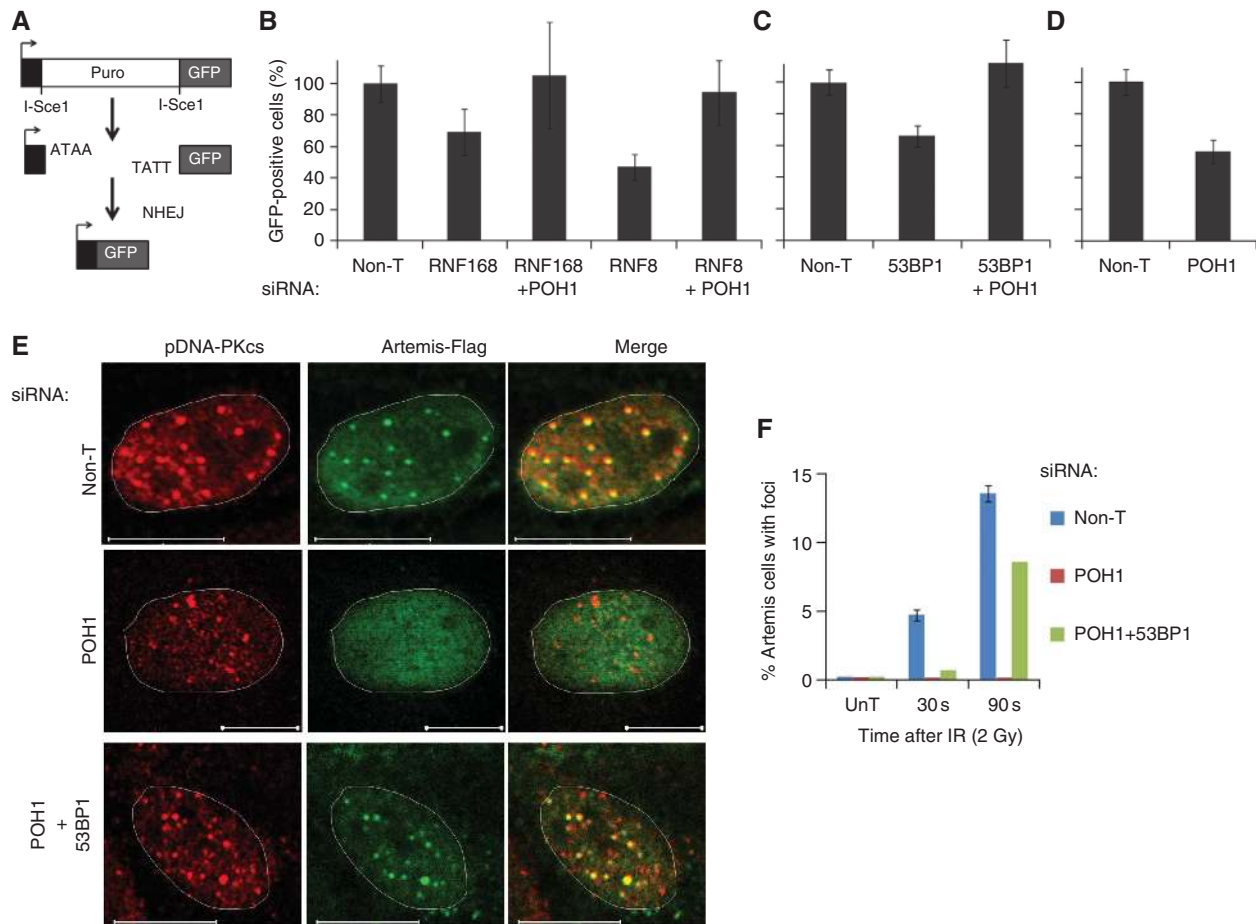 A
Puro
GFP
I-Sce1
I-Sce1
ATAA
TATT
GFP
NHEJ
GFP
B
GFP-positive cells (%)
100
80
60
40
20
0
Non-T
RNF168
RNF168
+POH1
RNF8
RNF8
+ POH1
siRNA:
C
Non-T
53BP1
53BP1
+ POH1
D
Non-T
POH1
E
pDNA-PKcs
Artemis-Flag
Merge
siRNA:
Non-T
POH1
POH1
+
53BP1
F
% Artemis cells with foci
15
10
5
0
UnT
30 s
90 s
Time after IR (2 Gy)
siRNA:
Non-T
POH1
POH1+53BP1